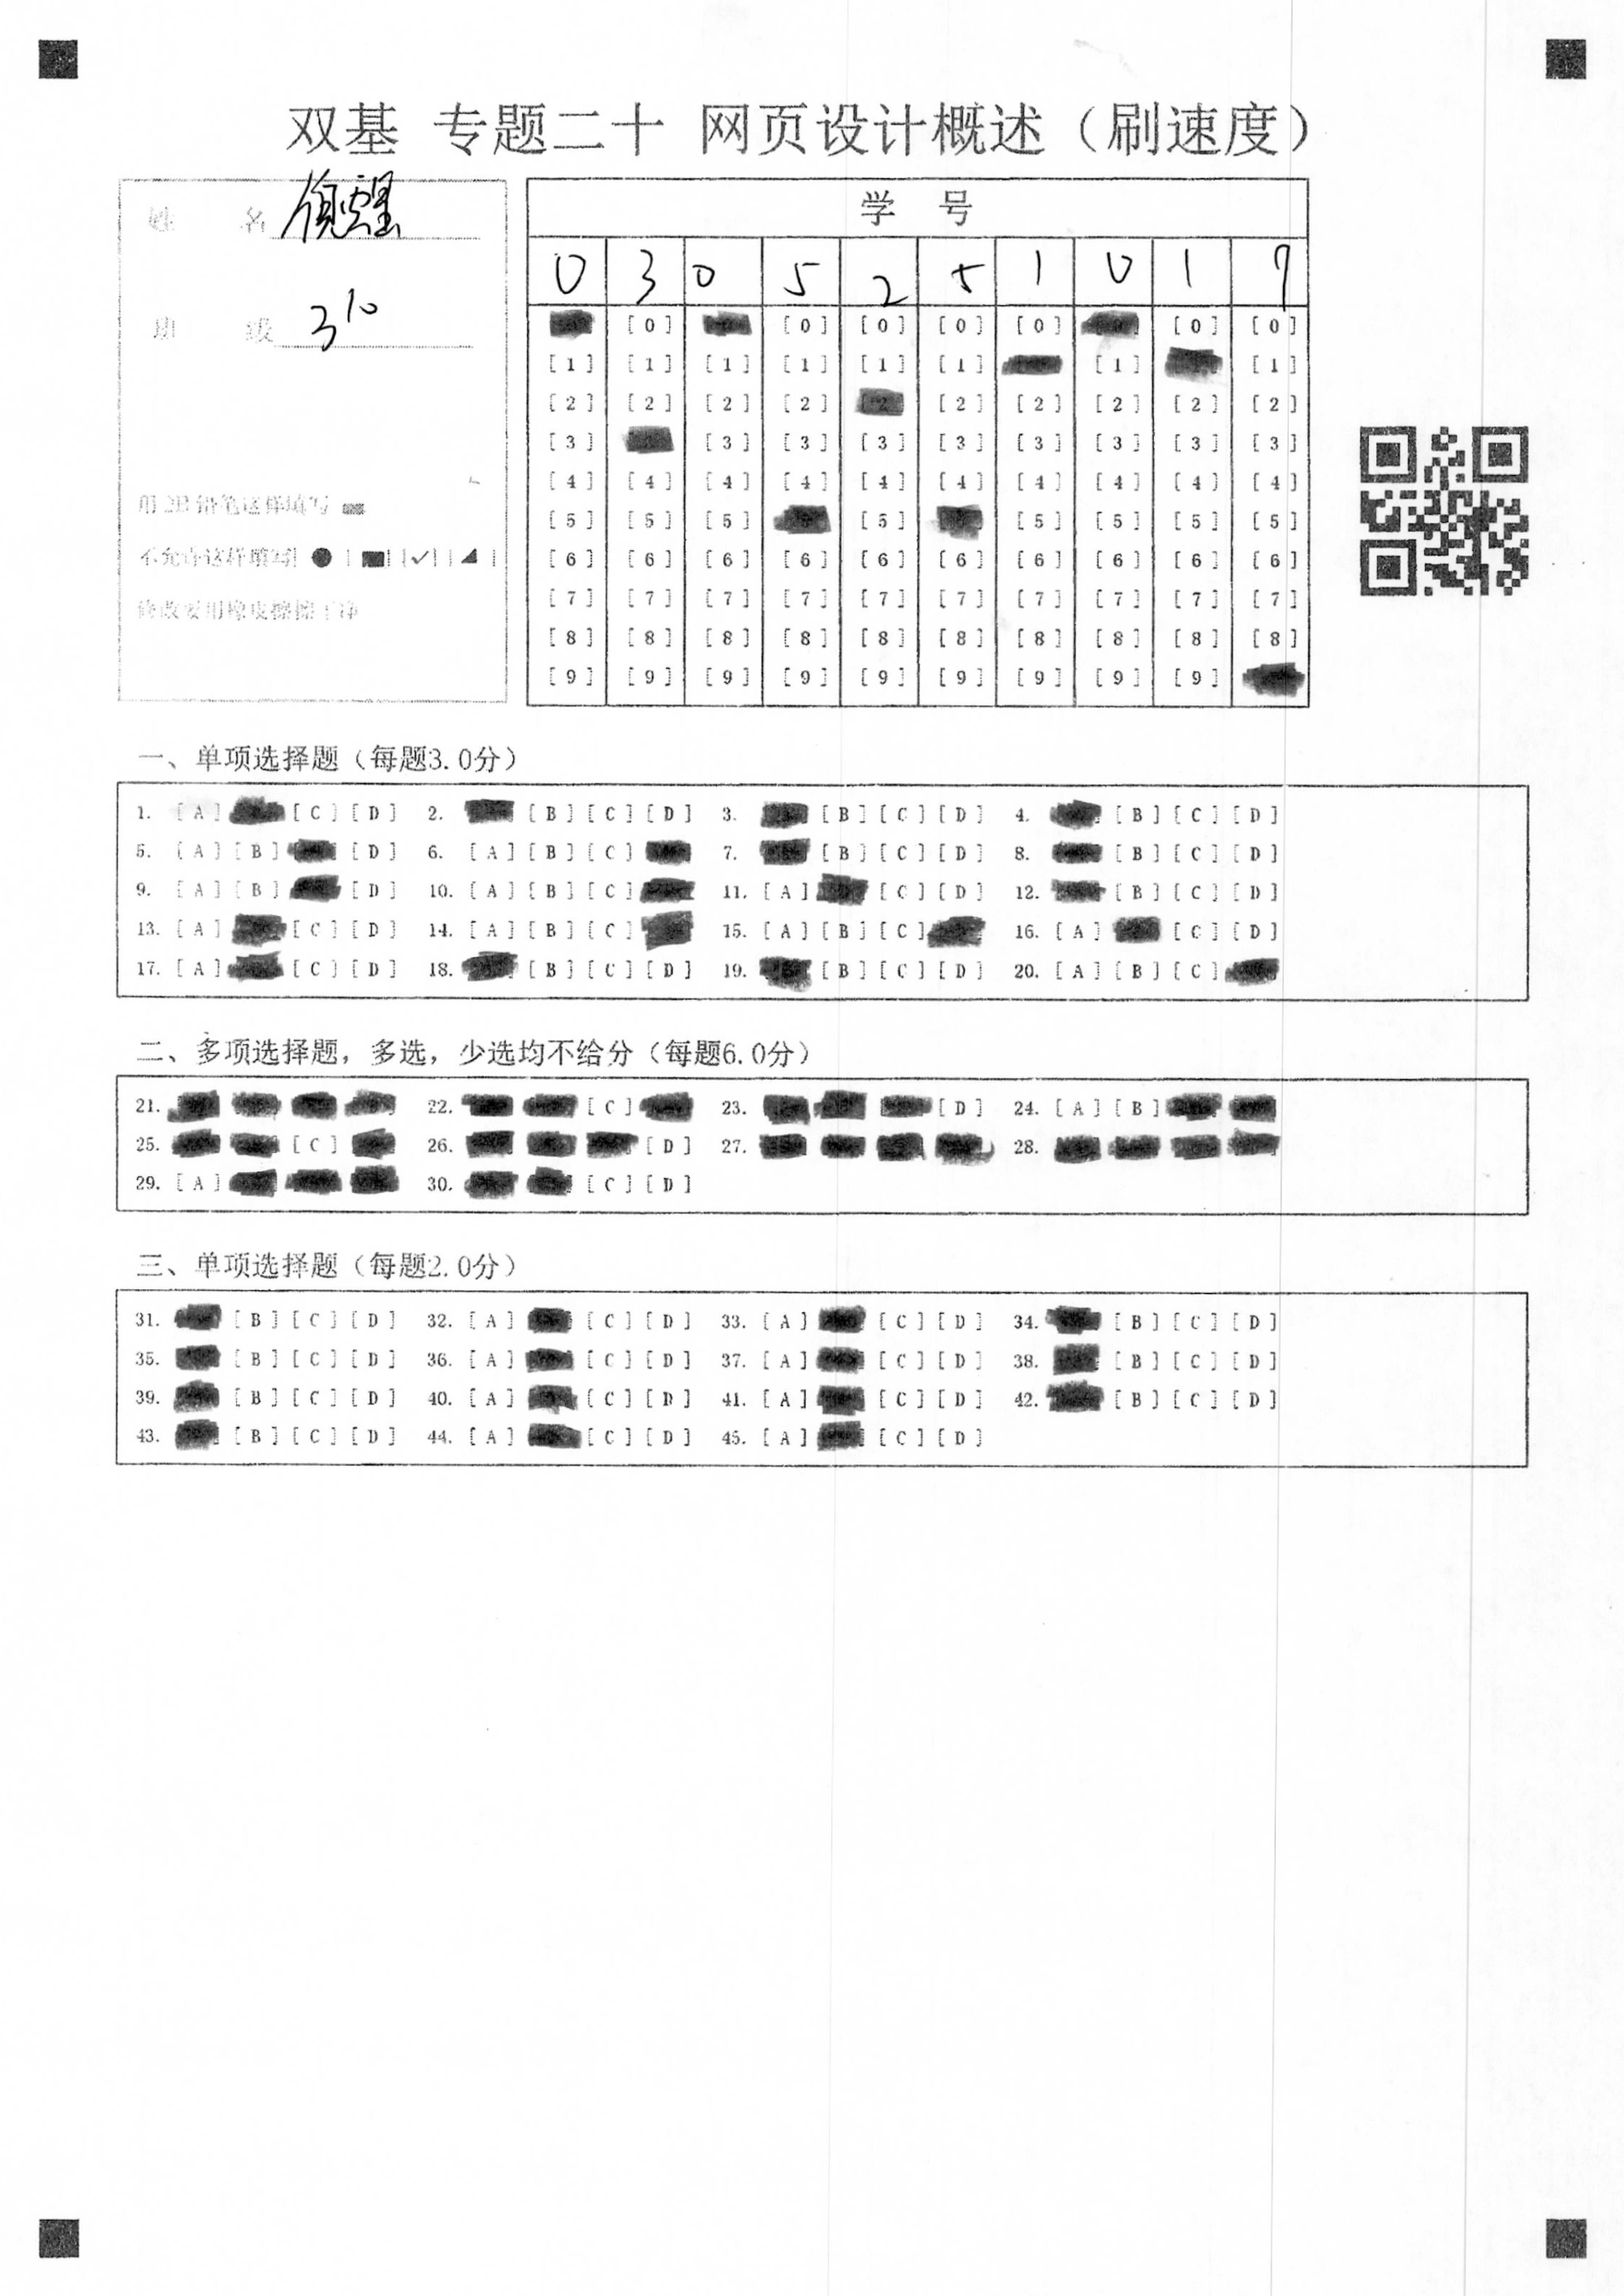 双基 专题二十 网页设计概述（刷速度）
姓 名
班 级 310
用2B铅笔这样填写
不允许这样填写
修改要用橡皮擦擦干净
学 号
0 3 0 5 2 5 1 0 1 9
[0] [0] [0] [0] [0] [0] [0]
[1] [1] [1] [1] [1] [1] [1] [1]
[2] [2] [2] [2] [2] [2] [2] [2] [2]
[3] [3] [3] [3] [3] [3] [3] [3] [3]
[4] [4] [4] [4] [4] [4] [4] [4] [4] [4]
[5] [5] [5] [5] [5] [5] [5] [5]
[6] [6] [6] [6] [6] [6] [6] [6] [6] [6]
[7] [7] [7] [7] [7] [7] [7] [7] [7] [7]
[8] [8] [8] [8] [8] [8] [8] [8] [8] [8]
[9] [9] [9] [9] [9] [9] [9] [9] [9]
一、单项选择题（每题3.0分）
1. [A] [C] [D] 2. [B] [C] [D] 3. [B] [C] [D] 4. [B] [C] [D]
5. [A] [B] [D] 6. [A] [B] [C] 7. [B] [C] [D] 8. [B] [C] [D]
9. [A] [B] [D] 10. [A] [B] [C] 11. [A] [C] [D] 12. [B] [C] [D]
13. [A] [C] [D] 14. [A] [B] [C] 15. [A] [B] [C] 16. [A] [C] [D]
17. [A] [C] [D] 18. [B] [C] [D] 19. [B] [C] [D] 20. [A] [B] [C]
二、多项选择题，多选，少选均不给分（每题6.0分）
21. 22. [C] 23. [D] 24. [A] [B]
25. [C] 26. [D] 27. 28.
29. [A] 30. [C] [D]
三、单项选择题（每题2.0分）
31. [B] [C] [D] 32. [A] [C] [D] 33. [A] [C] [D] 34. [B] [C] [D]
35. [B] [C] [D] 36. [A] [C] [D] 37. [A] [C] [D] 38. [B] [C] [D]
39. [B] [C] [D] 40. [A] [C] [D] 41. [A] [C] [D] 42. [B] [C] [D]
43. [B] [C] [D] 44. [A] [C] [D] 45. [A] [C] [D]